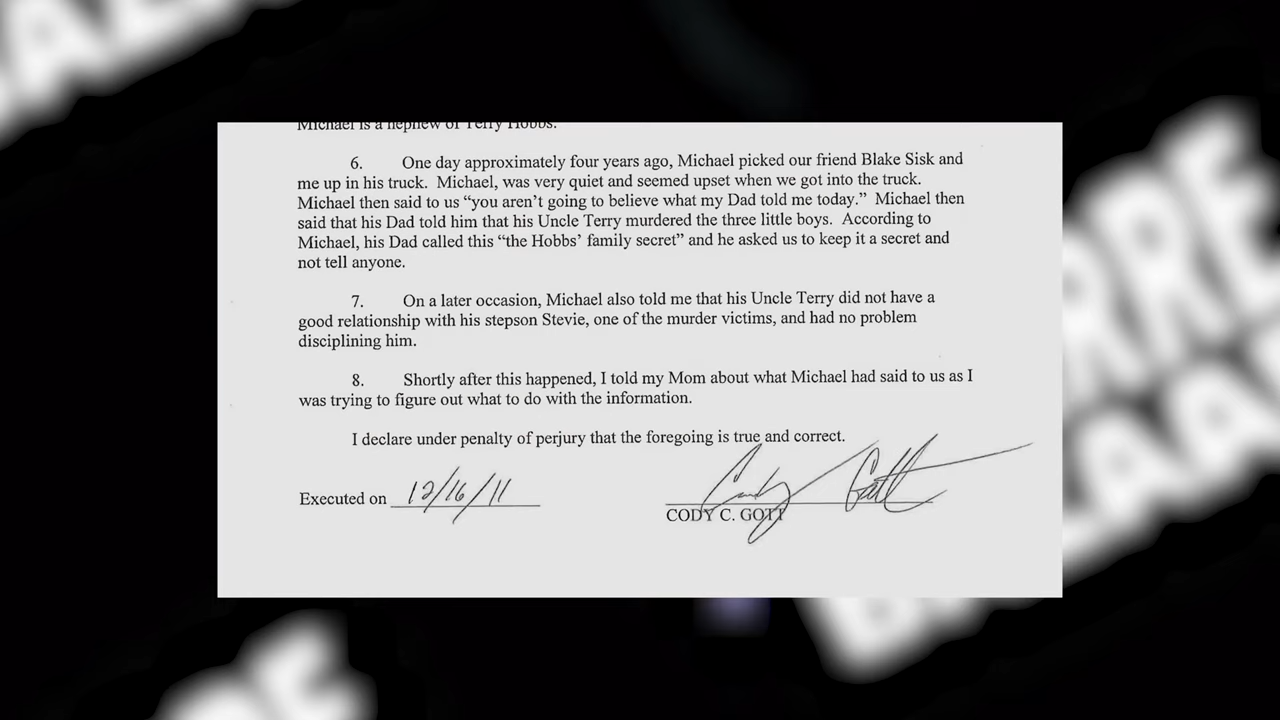 Michael is a nephew of Terry Hobbs.
6. One day approximately four years ago, Michael picked our friend Blake Sisk and
me up in his truck. Michael, was very quiet and seemed upset when we got into the truck.
Michael then said to us “you aren’t going to believe what my Dad told me today.” Michael then
said that his Dad told him that his Uncle Terry murdered the three little boys. According to
Michael, his Dad called this “the Hobbs’ family secret” and he asked us to keep it a secret and
not tell anyone.
7. On a later occasion, Michael also told me that his Uncle Terry did not have a
good relationship with his stepson Stevie, one of the murder victims, and had no problem
disciplining him.
8. Shortly after this happened, I told my Mom about what Michael had said to us as I
was trying to figure out what to do with the information.
I declare under penalty of perjury that the foregoing is true and correct.
Executed on 12/16/11
Cody Gott
CODY C. GOTT